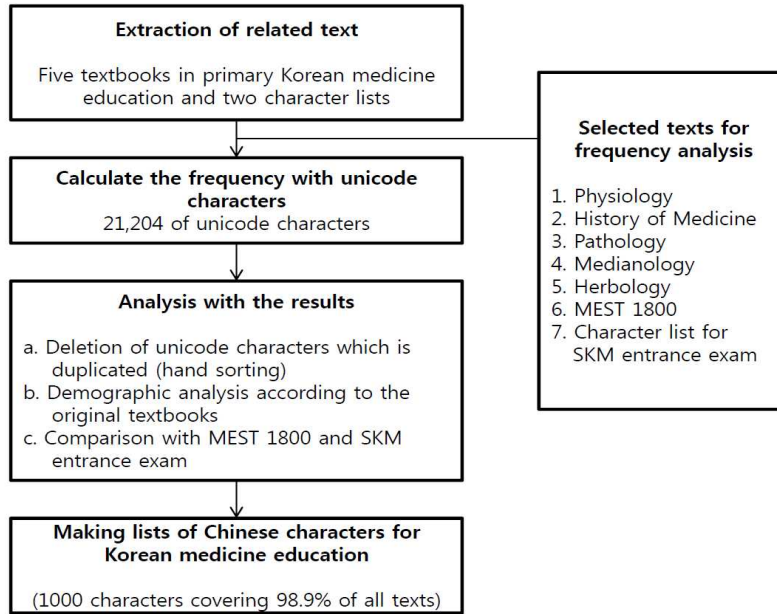 Extraction of related text
Five textbooks in primary Korean medicine
education and two character lists
Calculate the frequency with unicode
characters
21,204 of unicode characters
Analysis with the results
a. Deletion of unicode characters which is
duplicated (hand sorting)
b. Demographic analysis according to the
original textbooks
c. Comparison with MEST 1800 and SKM
entrance exam
Making lists of Chinese characters for
Korean medicine education
(1000 characters covering 98.9% of all texts)
Selected texts for
frequency analysis
1. Physiology
2. History of Medicine
3. Pathology
4. Medianology
5. Herbology
6. MEST 1800
7. Character list for
SKM entrance exam